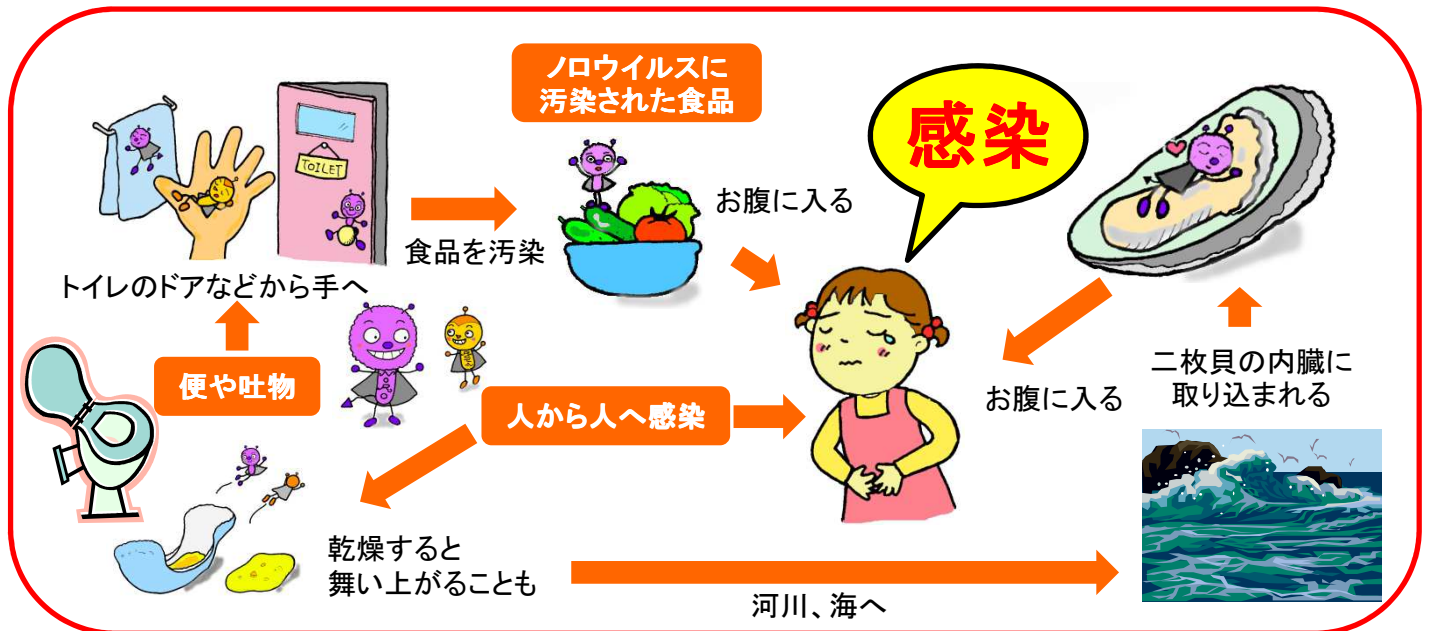 ノロウイルスに
汚染された食品
感染
TOILET
お腹に入る
食品を汚染
トイレのドアなどから手へ
便や吐物
人から人へ感染
お腹に入る
二枚貝の内臓に
取り込まれる
乾燥すると
舞い上がることも
河川、海へ